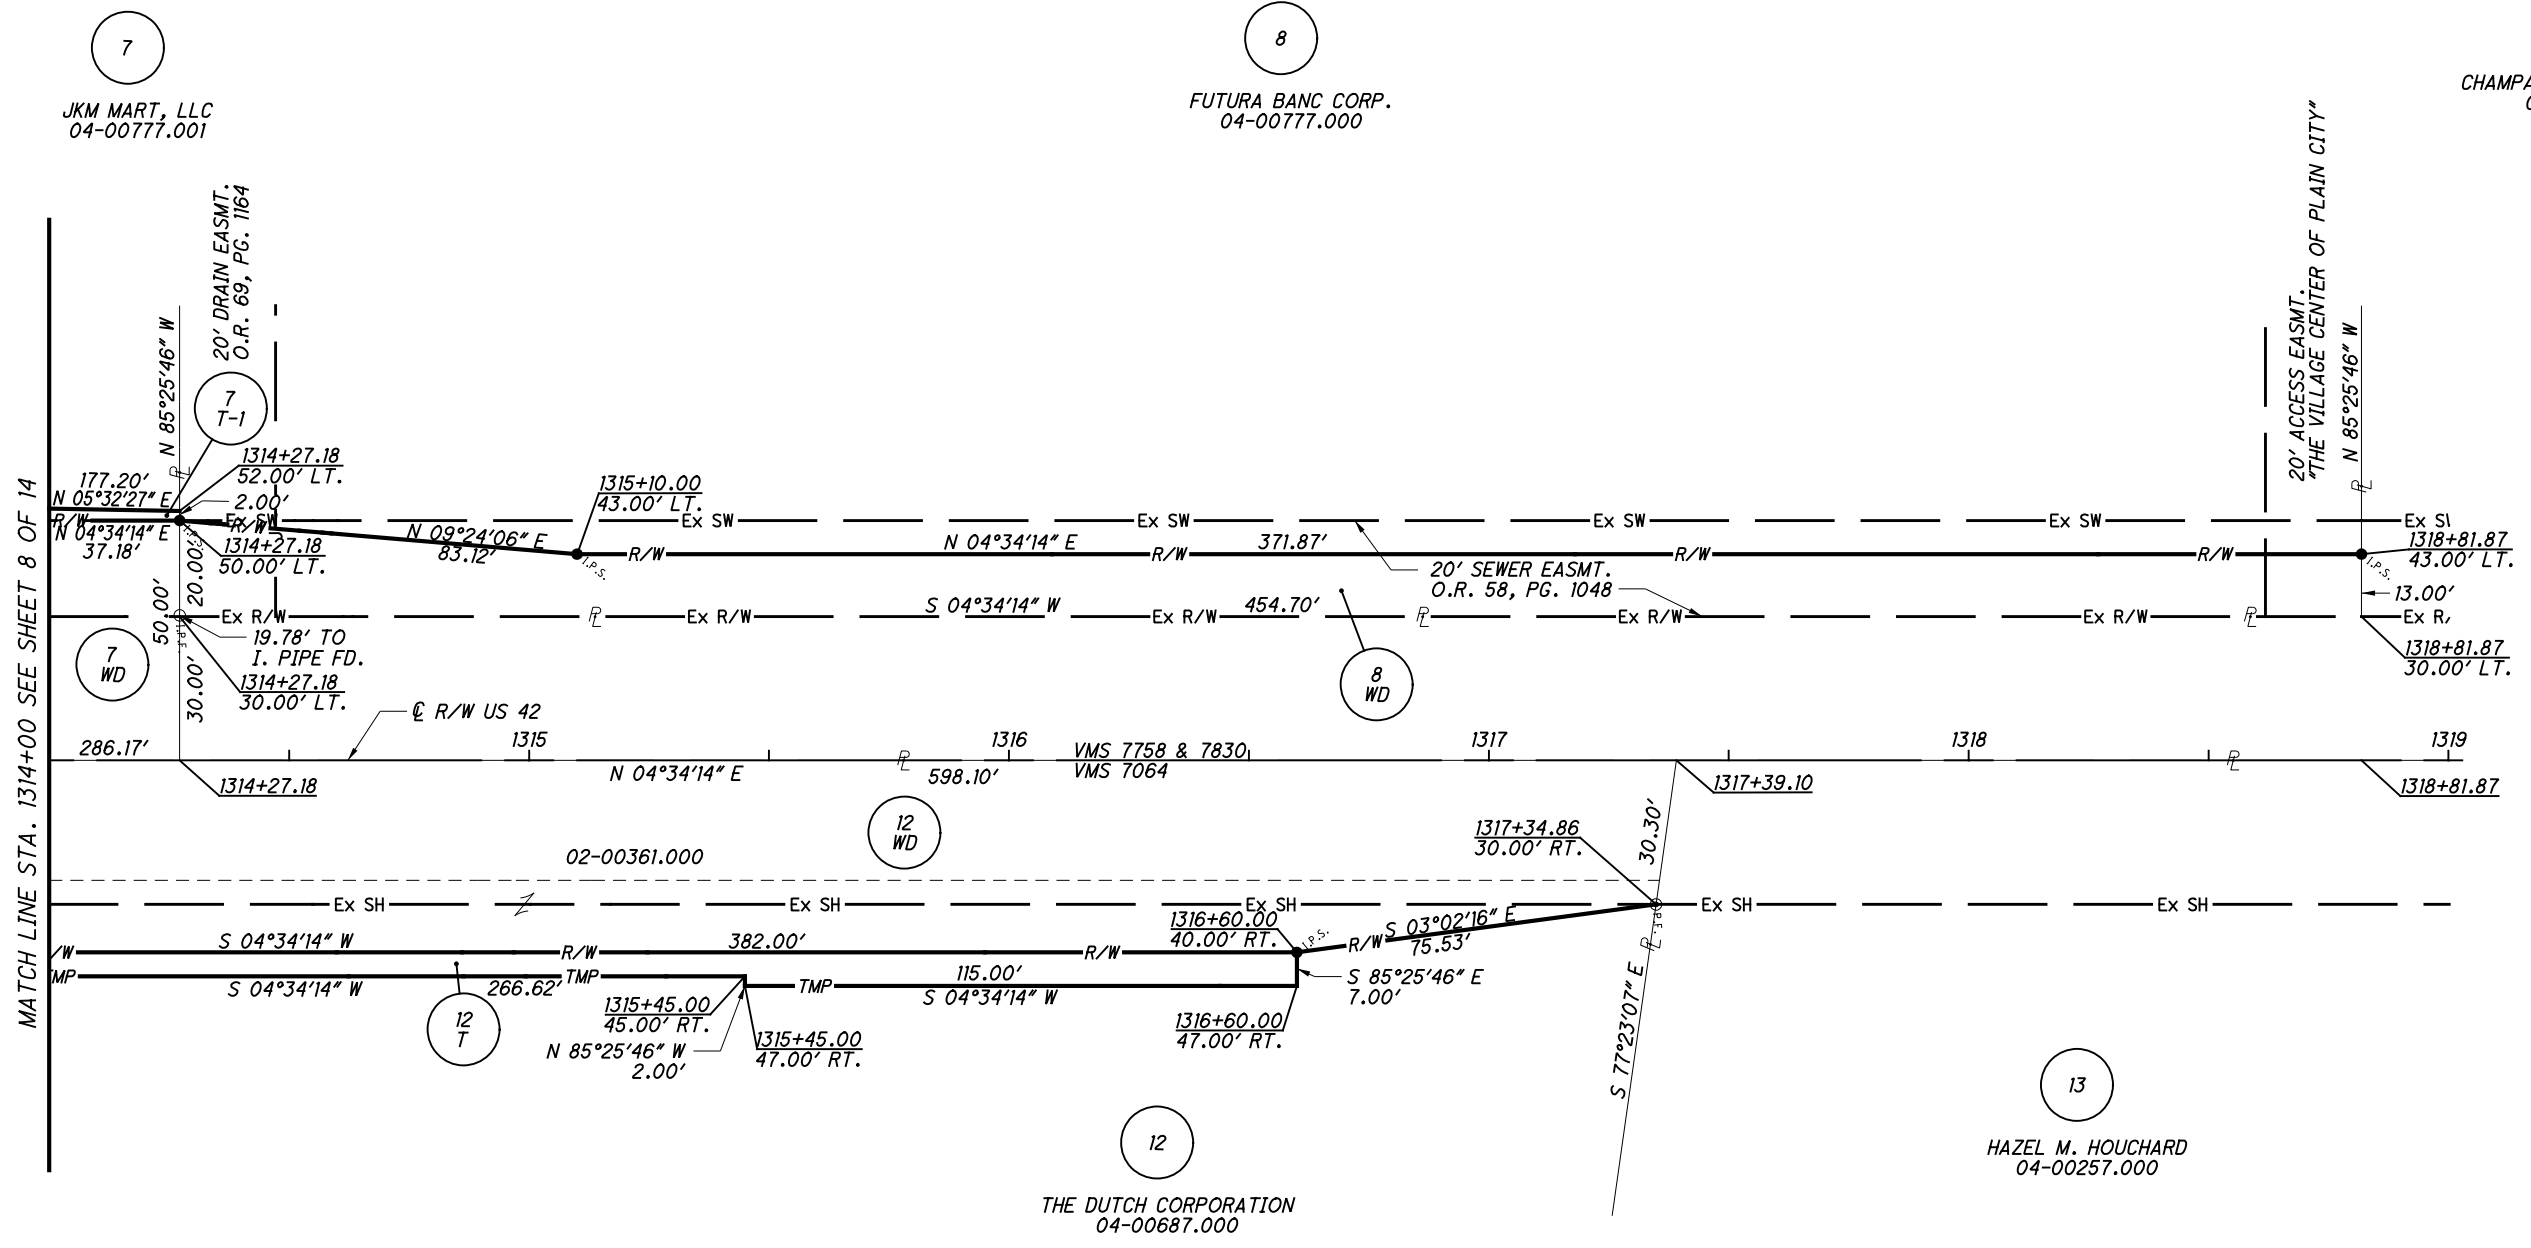 7
JKM MART, LLC
04-00777.001
8
FUTURA BANC CORP.
04-00777.000
CHAMPA
MATCH LINE STA. 1314+00 SEE SHEET 8 OF 14
N 85°25'46" W
20' DRAIN EASMT.
O.R. 69, PG. 1164
7
T-1
1314+27.18
52.00' LT.
2.00'
177.20'
N 05°32'27" E
R/W
N 04°34'14" E
37.18'
Ex SW
R/W
I.P.S.
1314+27.18
50.00' LT.
N 09°24'06" E
83.12'
1315+10.00
43.00' LT.
I.P.S.
R/W
Ex SW
N 04°34'14" E
Ex SW
R/W
371.87'
Ex SW
R/W
Ex SW
R/W
20' SEWER EASMT.
O.R. 58, PG. 1048
20' ACCESS EASMT.
"THE VILLAGE CENTER OF PLAIN CITY"
N 85°25'46" W
1318+81.87
43.00' LT.
I.P.S.
13.00'
1318+81.87
30.00' LT.
50.00'
20.00'
30.00'
I.P.F.
Ex R/W
PL
Ex R/W
S 04°34'14" W
Ex R/W
454.70'
PL
Ex R/W
Ex R/W
PL
19.78' TO
I. PIPE FD.
1314+27.18
30.00' LT.
7
WD
8
WD
℄ R/W US 42
286.17'
1314+27.18
1315
N 04°34'14" E
PL
598.10'
1316
VMS 7758 & 7830
VMS 7064
1317
1317+39.10
1318
PL
1319
1318+81.87
12
WD
02-00361.000
1317+34.86
30.00' RT.
30.30'
I.P.F.
PL
S 77°23'07" E
Ex SH
Ex SH
Ex SH
Ex SH
Ex SH
1316+60.00
40.00' RT.
I.P.S.
R/W
S 03°02'16" E
75.53'
/W
S 04°34'14" W
R/W
382.00'
R/W
TMP
S 04°34'14" W
266.62'
TMP
TMP
115.00'
S 04°34'14" W
S 85°25'46" E
7.00'
12
T
1315+45.00
45.00' RT.
N 85°25'46" W
2.00'
1315+45.00
47.00' RT.
1316+60.00
47.00' RT.
12
THE DUTCH CORPORATION
04-00687.000
13
HAZEL M. HOUCHARD
04-00257.000